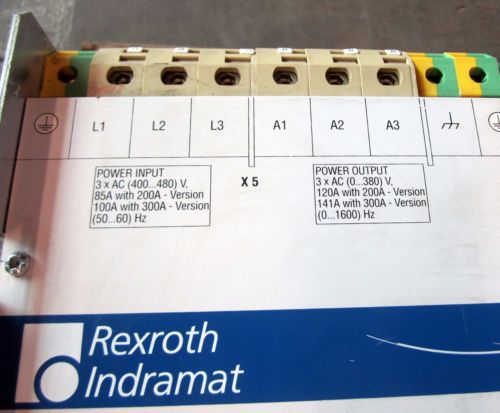 L1 L2 L3 A1 A2 A3
POWER INPUT
3 x AC (400...480) V,
85A with 200A - Version
100A with 300A - Version
(50...60) Hz
X 5
POWER OUTPUT
3 x AC (0...380) V,
120A with 200A - Version
141A with 300A - Version
(0...1600) Hz
Rexroth
Indramat